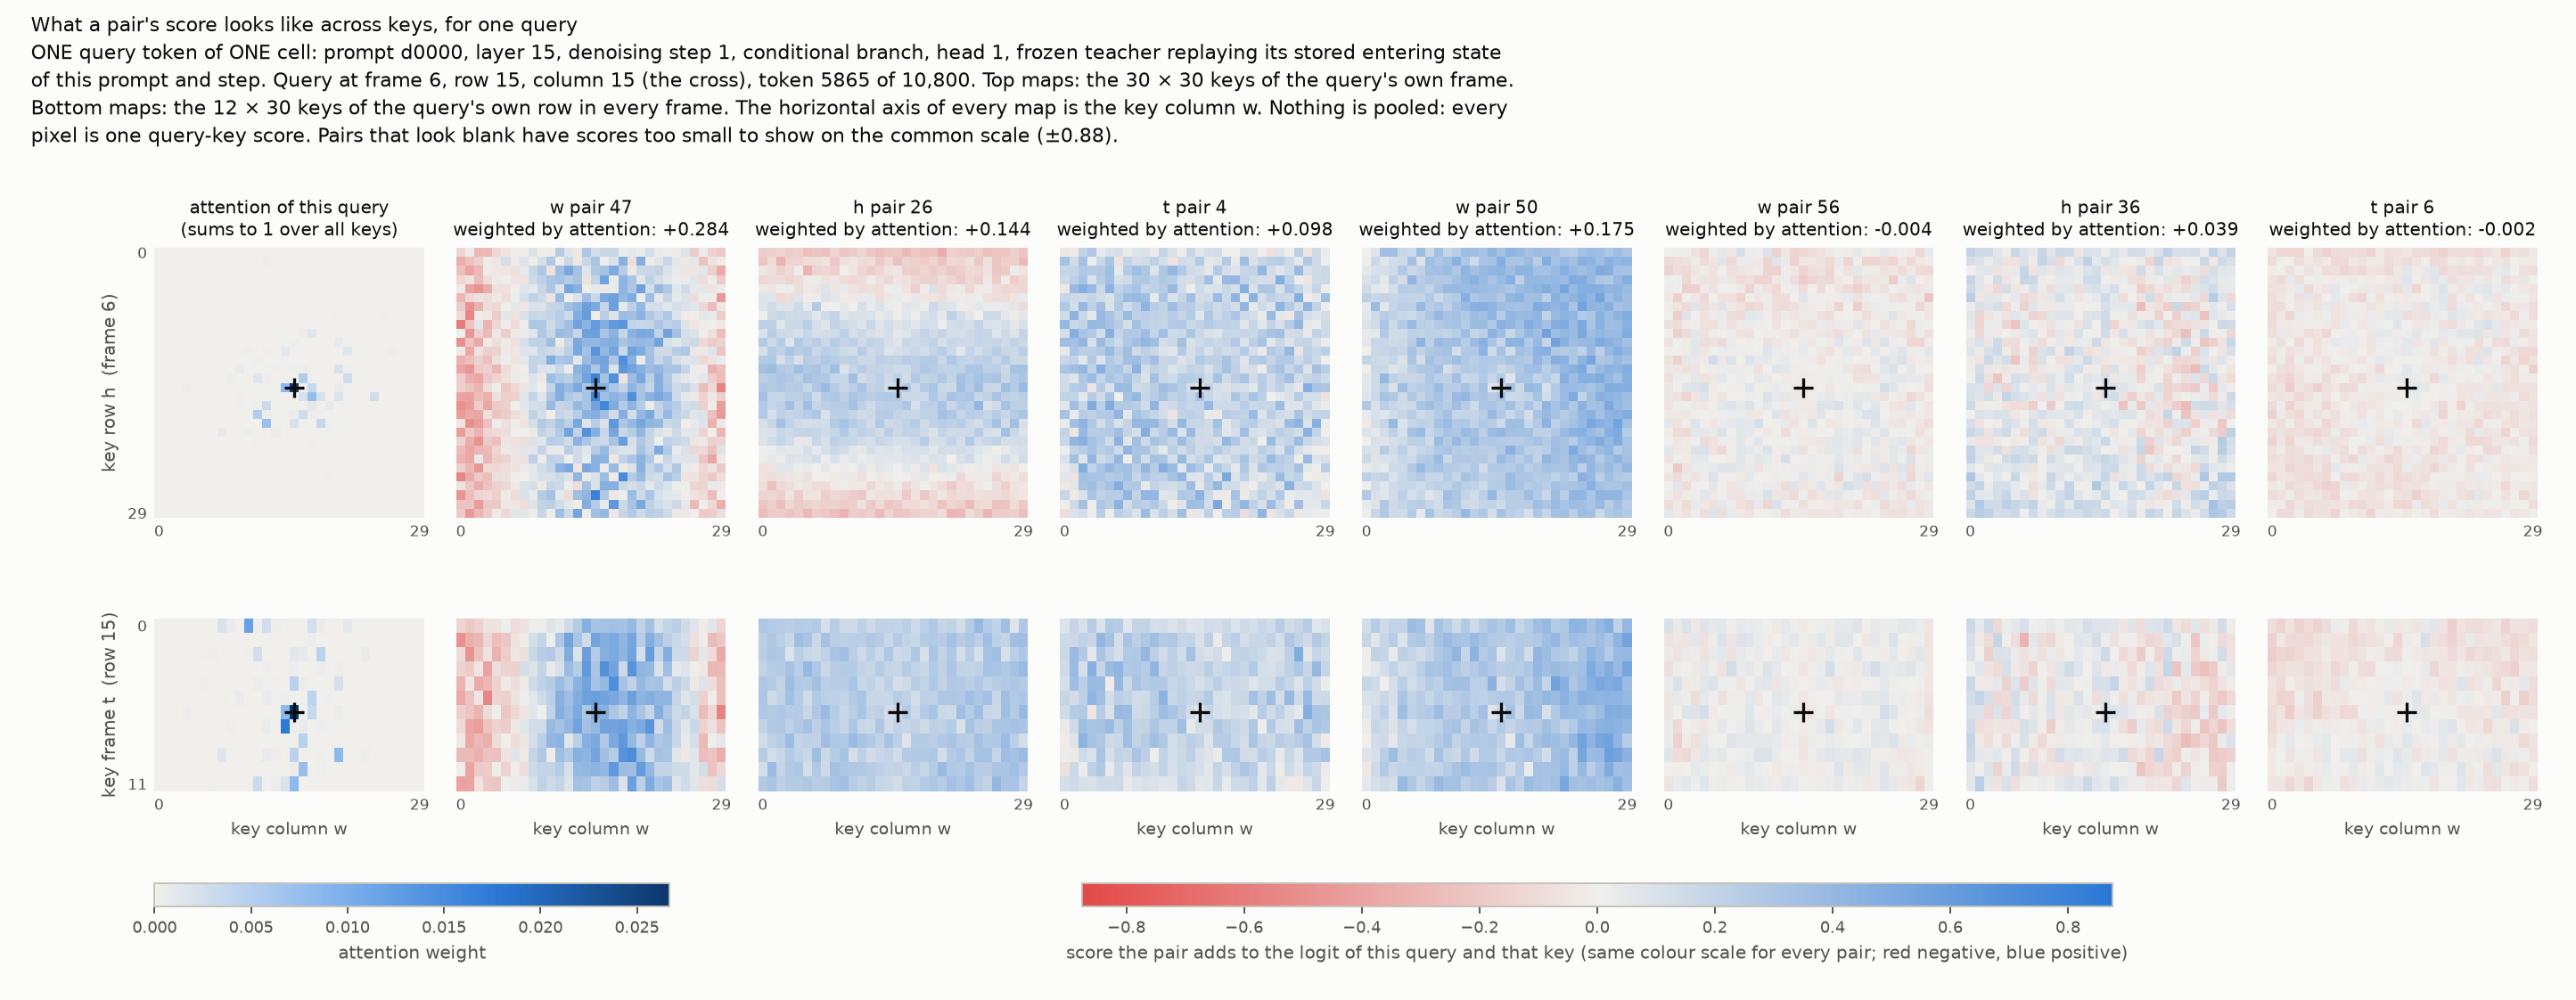 What a pair's score looks like across keys, for one query
ONE query token of ONE cell: prompt d0000, layer 15, denoising step 1, conditional branch, head 1, frozen teacher replaying its stored entering state
of this prompt and step. Query at frame 6, row 15, column 15 (the cross), token 5865 of 10,800. Top maps: the 30 × 30 keys of the query's own frame.
Bottom maps: the 12 × 30 keys of the query's own row in every frame. The horizontal axis of every map is the key column w. Nothing is pooled: every
pixel is one query-key score. Pairs that look blank have scores too small to show on the common scale (±0.88).
attention of this query
(sums to 1 over all keys)
w pair 47
weighted by attention: +0.284
h pair 26
weighted by attention: +0.144
t pair 4
weighted by attention: +0.098
w pair 50
weighted by attention: +0.175
w pair 56
weighted by attention: -0.004
h pair 36
weighted by attention: +0.039
t pair 6
weighted by attention: -0.002
key row h (frame 6)
0
29
0 29
0 29
0 29
0 29
0 29
0 29
0 29
0 29
key frame t (row 15)
0
11
0 29
0 29
0 29
0 29
0 29
0 29
0 29
0 29
key column w
key column w
key column w
key column w
key column w
key column w
key column w
key column w
0.000 0.005 0.010 0.015 0.020 0.025
attention weight
−0.8 −0.6 −0.4 −0.2 0.0 0.2 0.4 0.6 0.8
score the pair adds to the logit of this query and that key (same colour scale for every pair; red negative, blue positive)